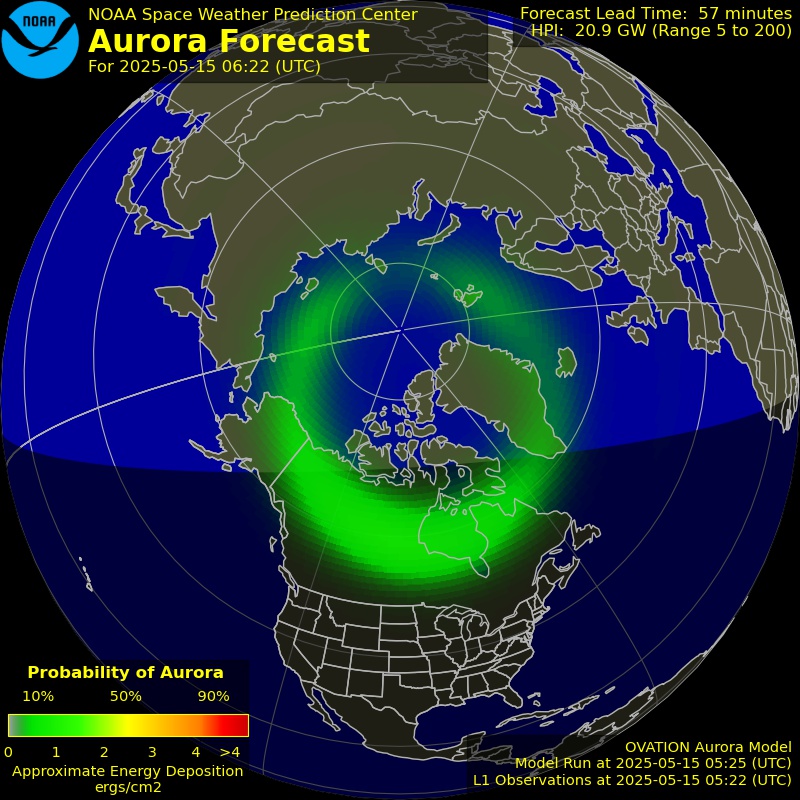 NOAA
NOAA Space Weather Prediction Center
Aurora Forecast
For 2025-05-15 06:22 (UTC)
Forecast Lead Time: 57 minutes
HPI: 20.9 GW (Range 5 to 200)
Probability of Aurora
10% 50% 90%
0 1 2 3 4 >4
Approximate Energy Deposition
ergs/cm2
OVATION Aurora Model
Model Run at 2025-05-15 05:25 (UTC)
L1 Observations at 2025-05-15 05:22 (UTC)